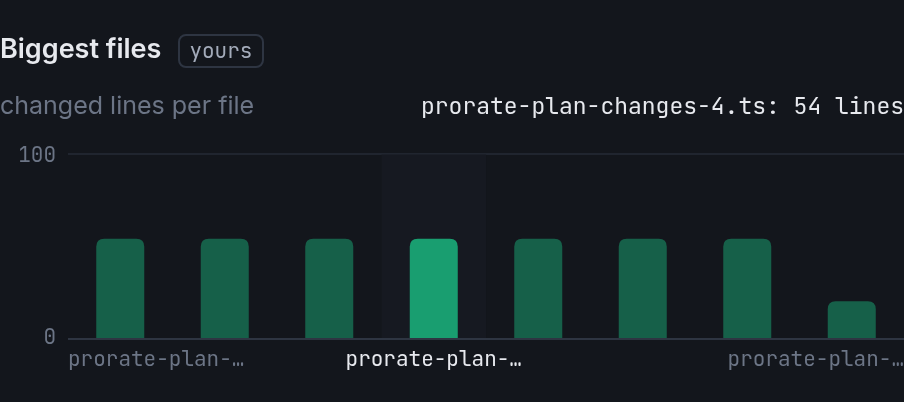 Biggest files yours
changed lines per file prorate-plan-changes-4.ts: 54 lines
100
0
prorate-plan-… prorate-plan-… prorate-plan-…